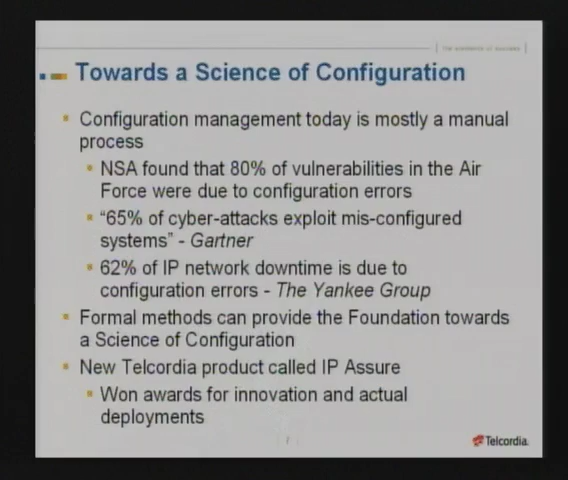 Towards a Science of Configuration
Configuration management today is mostly a manual
process
NSA found that 80% of vulnerabilities in the Air
Force were due to configuration errors
"65% of cyber-attacks exploit mis-configured
systems" - Gartner
62% of IP network downtime is due to
configuration errors - The Yankee Group
Formal methods can provide the Foundation towards
a Science of Configuration
New Telcordia product called IP Assure
Won awards for innovation and actual
deployments
Telcordia.